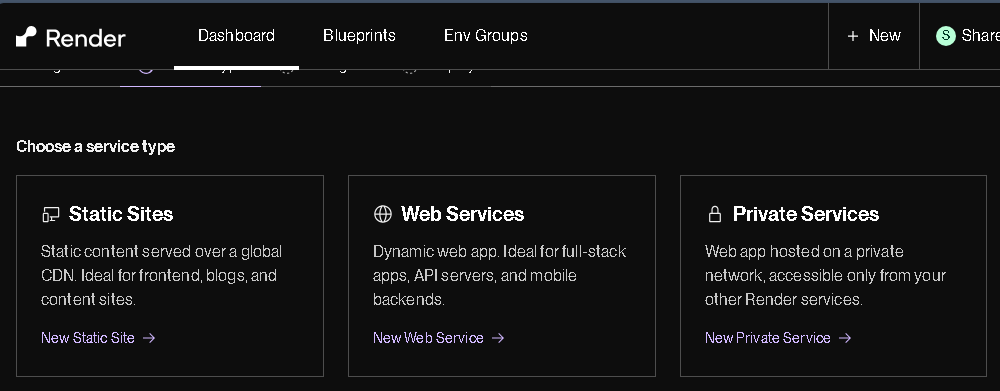 Render
Dashboard
Blueprints
Env Groups
+ New
S Share
Choose a service type
Static Sites
Static content served over a global
CDN. Ideal for frontend, blogs, and
content sites.
New Static Site →
Web Services
Dynamic web app. Ideal for full-stack
apps, API servers, and mobile
backends.
New Web Service →
Private Services
Web app hosted on a private
network, accessible only from your
other Render services.
New Private Service →